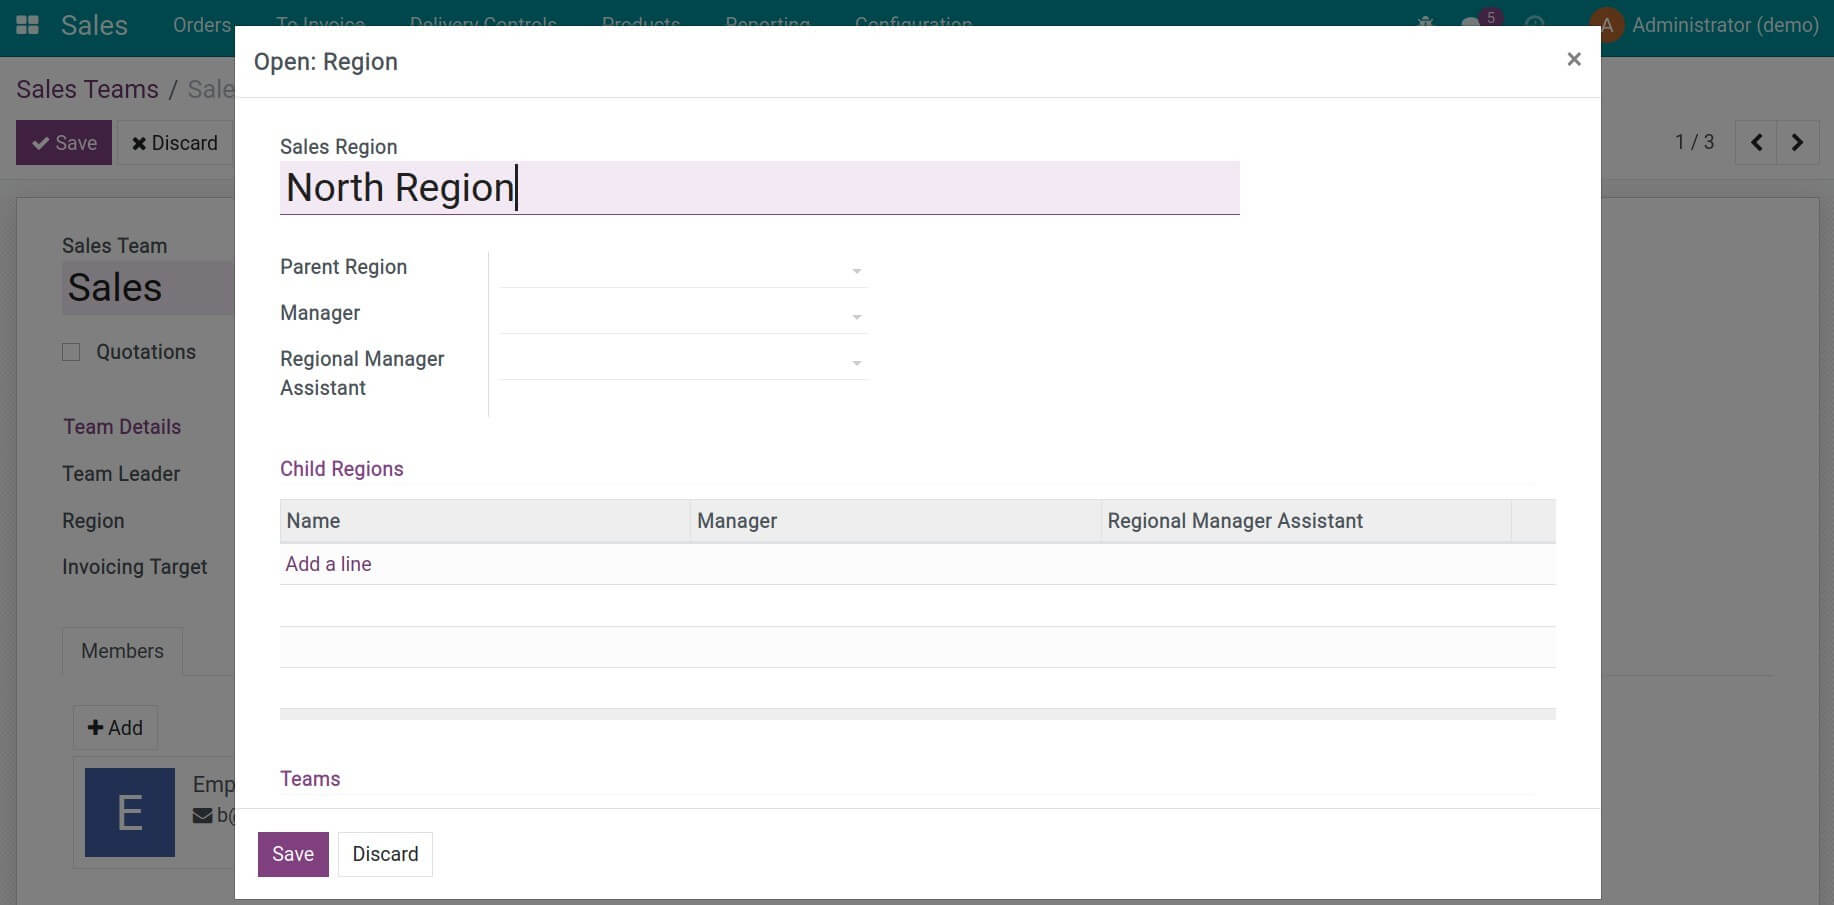 Sales Orders To Invoice Delivery Controls Products Reporting Configuration 5 A Administrator (demo)
Open: Region ×
Sales Teams / Sale
Save Discard
1 / 3
Sales Region
North Region
Sales Team
Sales
Parent Region
Manager
Quotations
Regional Manager
Assistant
Team Details
Child Regions
Team Leader
Region
Name Manager Regional Manager Assistant
Add a line
Invoicing Target
Members
Add
Teams
E
Emp
Save Discard